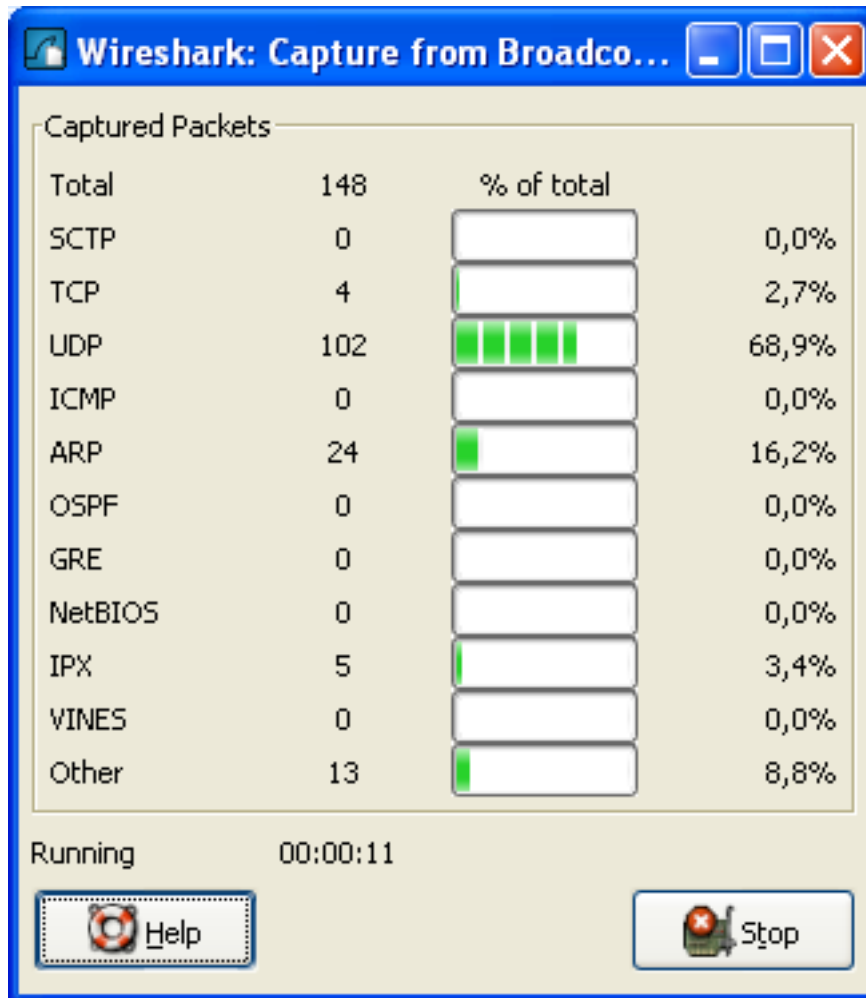 Wireshark: Capture from Broadco...
Captured Packets
Total 148 % of total
SCTP 0 0,0%
TCP 4 2,7%
UDP 102 68,9%
ICMP 0 0,0%
ARP 24 16,2%
OSPF 0 0,0%
GRE 0 0,0%
NetBIOS 0 0,0%
IPX 5 3,4%
VINES 0 0,0%
Other 13 8,8%
Running 00:00:11
Help Stop